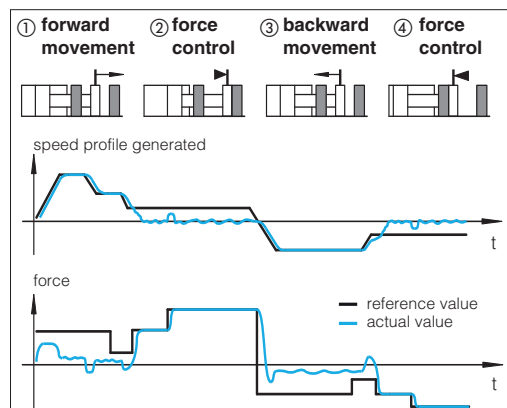 ① forward movement
② force control
③ backward movement
④ force control
speed profile generated
t
force
reference value
actual value
t